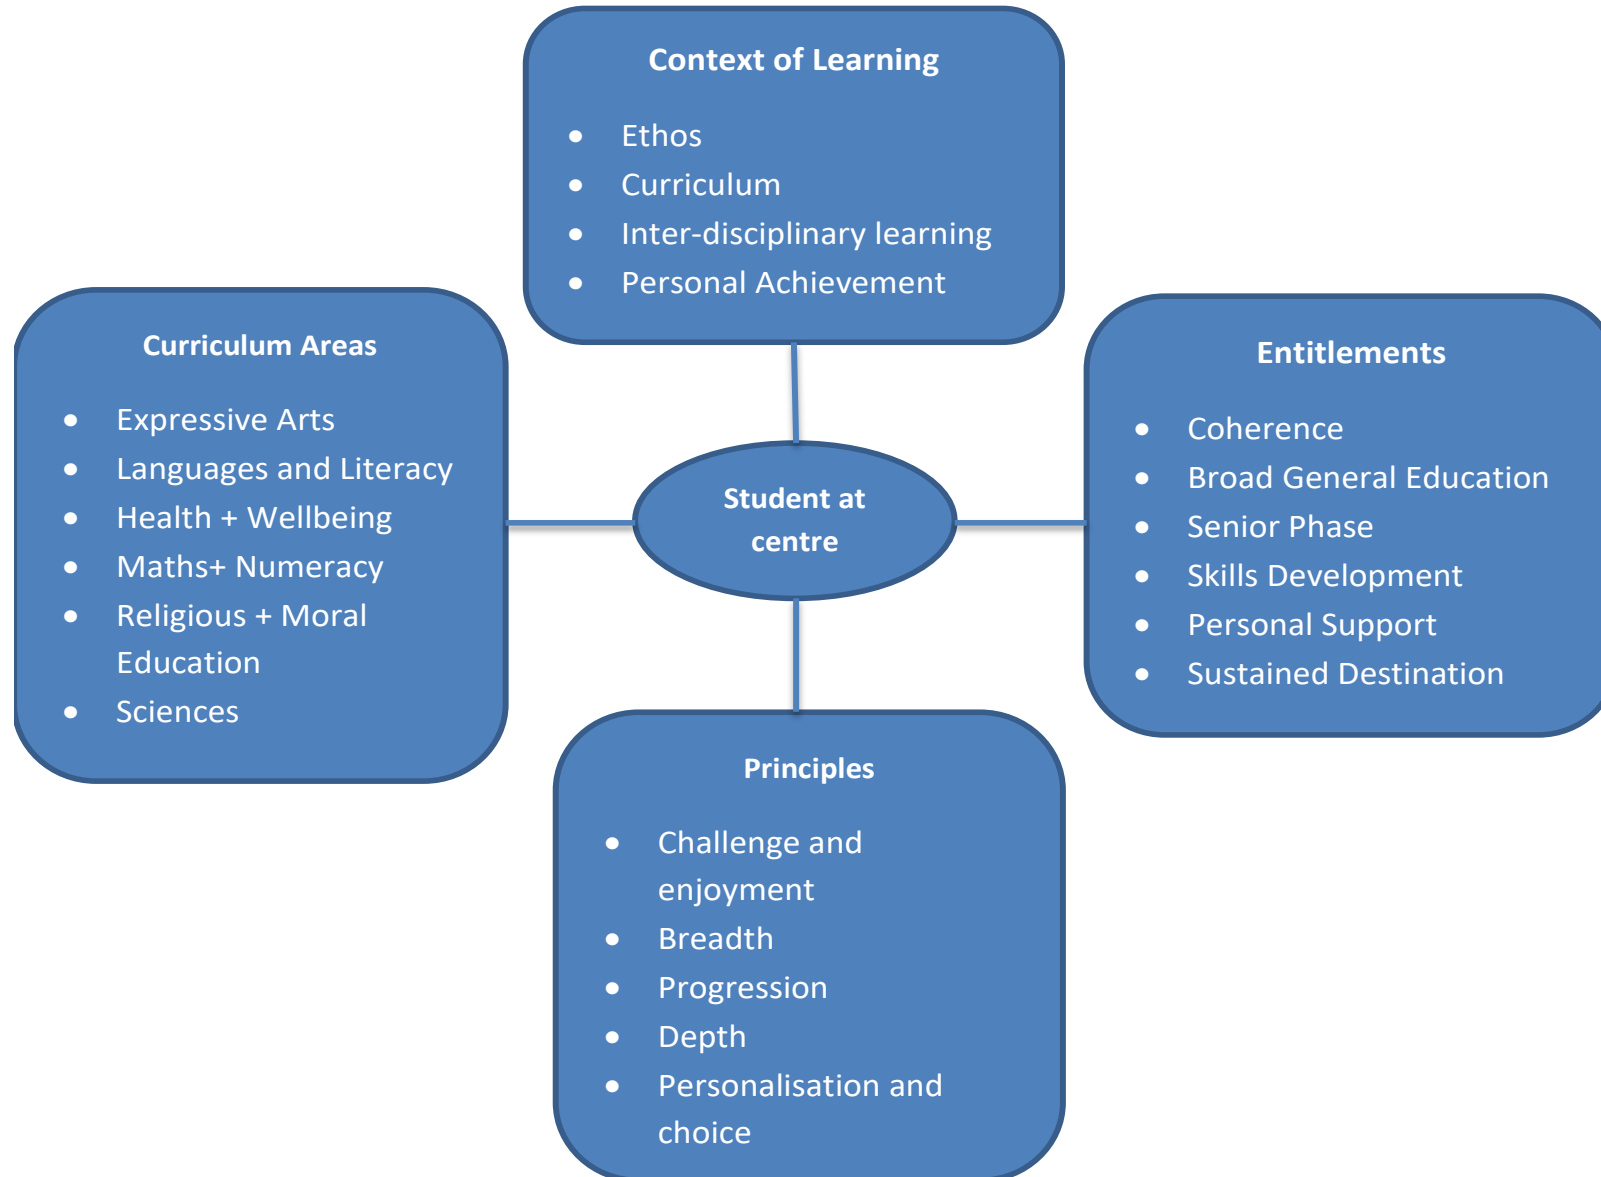 Context of Learning
• Ethos
• Curriculum
• Inter-disciplinary learning
• Personal Achievement
Curriculum Areas
• Expressive Arts
• Languages and Literacy
• Health + Wellbeing
• Maths+ Numeracy
• Religious + Moral
Education
• Sciences
Student at
centre
Entitlements
• Coherence
• Broad General Education
• Senior Phase
• Skills Development
• Personal Support
• Sustained Destination
Principles
• Challenge and
enjoyment
• Breadth
• Progression
• Depth
• Personalisation and
choice